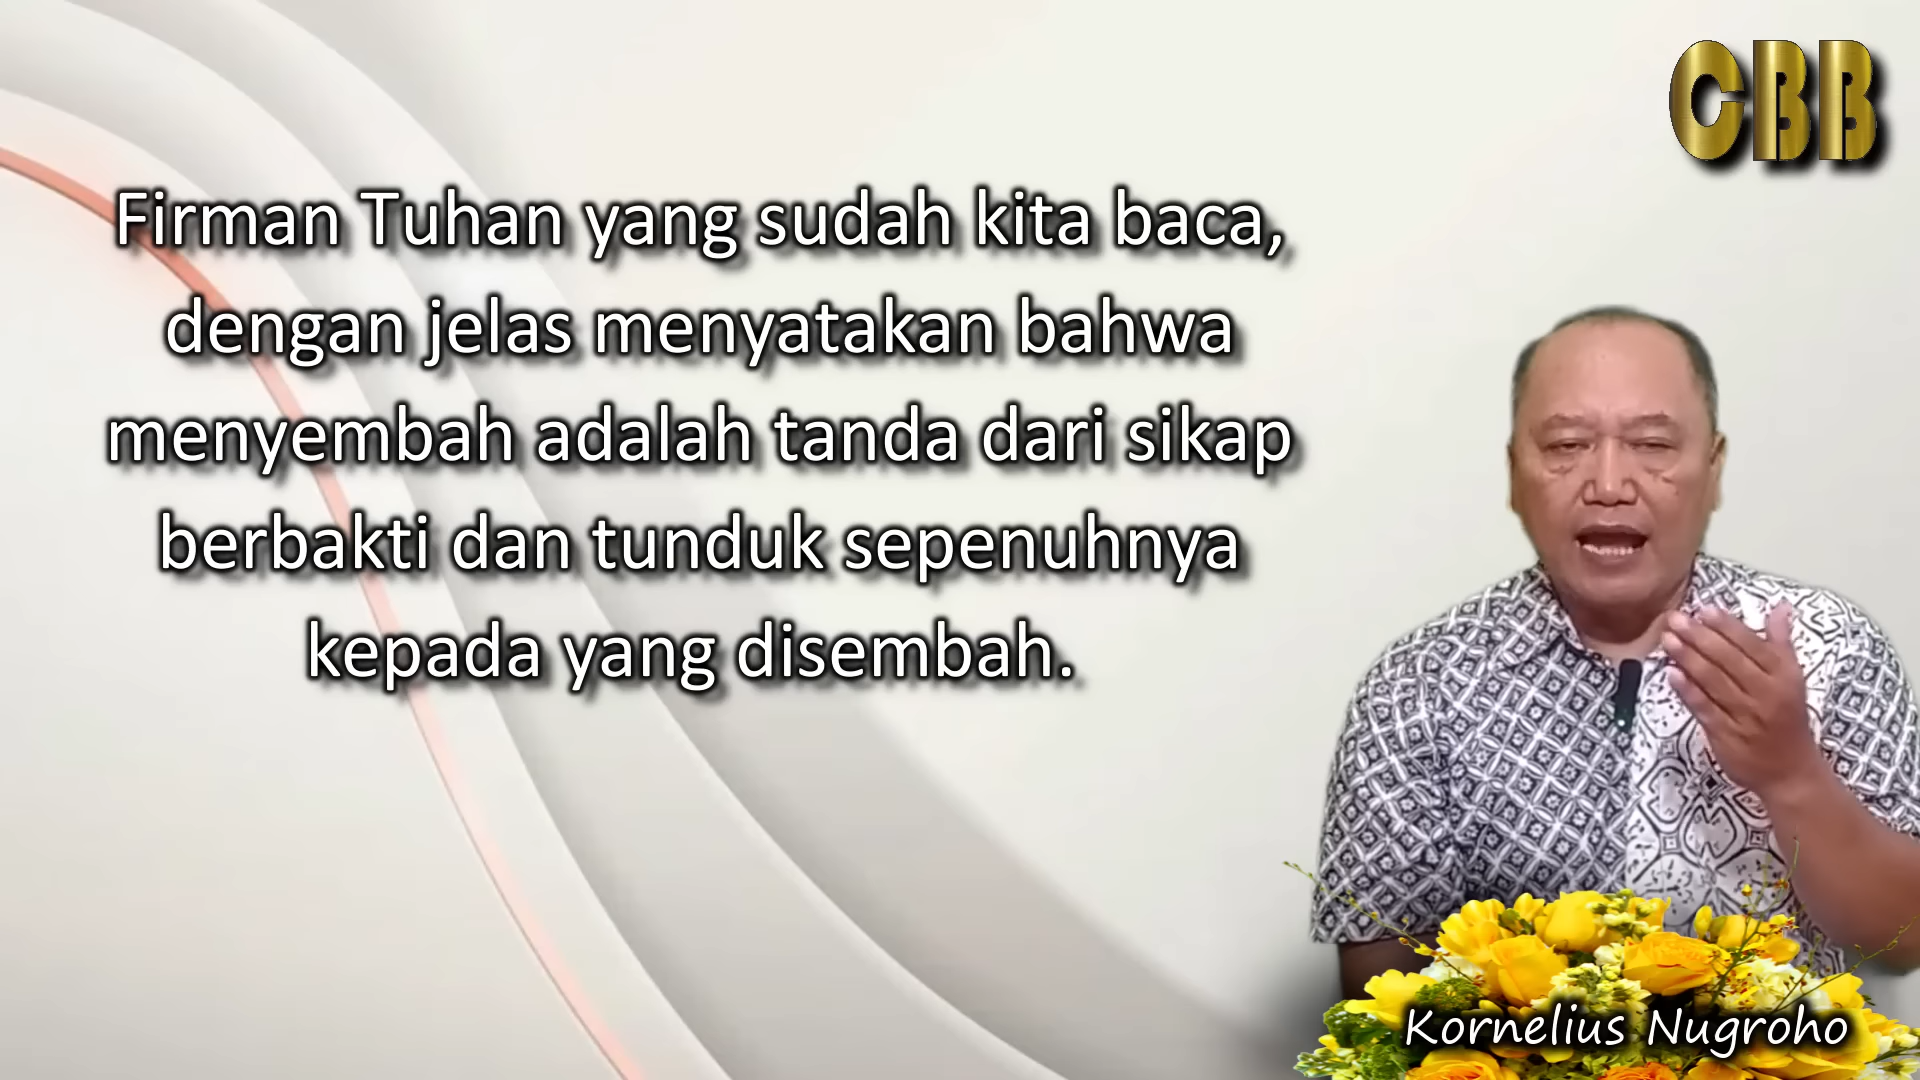 CBB
Firman Tuhan yang sudah kita baca,
dengan jelas menyatakan bahwa
menyembah adalah tanda dari sikap
berbakti dan tunduk sepenuhnya
kepada yang disembah.
Kornelius Nugroho